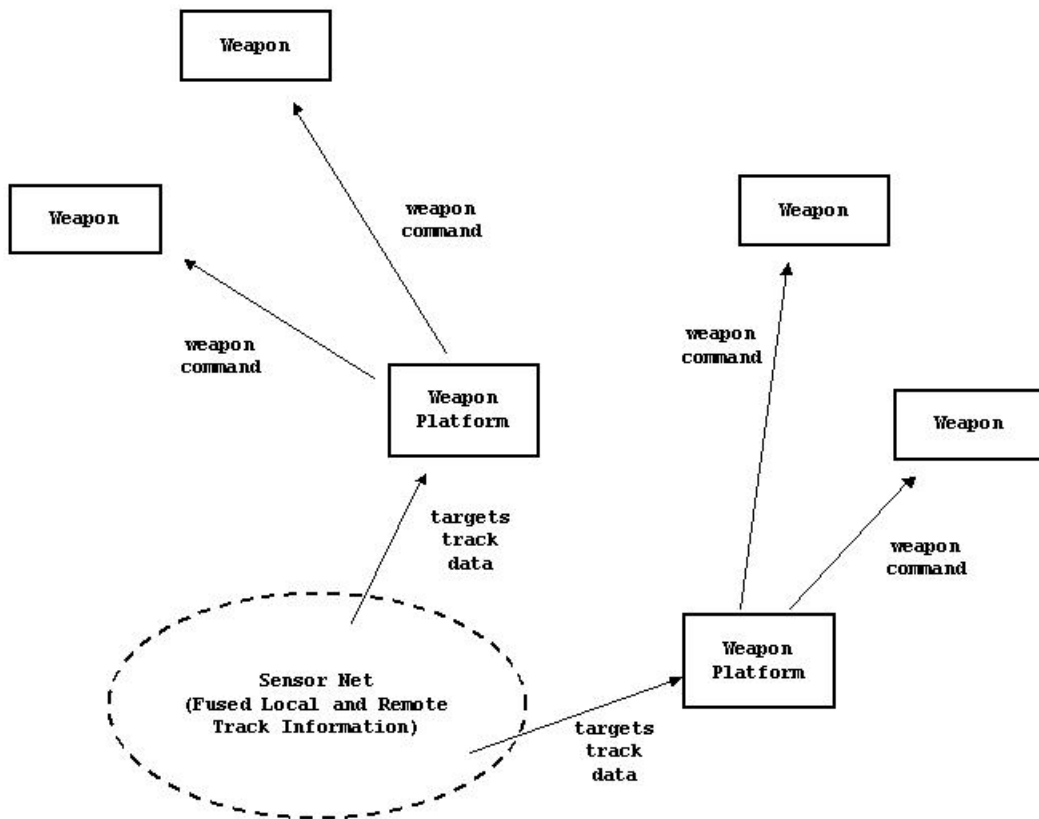 Weapon
Weapon
weapon
command
Weapon
weapon
command
weapon
command
Weapon
Platform
Weapon
targets
track
data
weapon
command
Weapon
Platform
Sensor Net
(Fused Local and Remote
Track Information)
targets
track
data